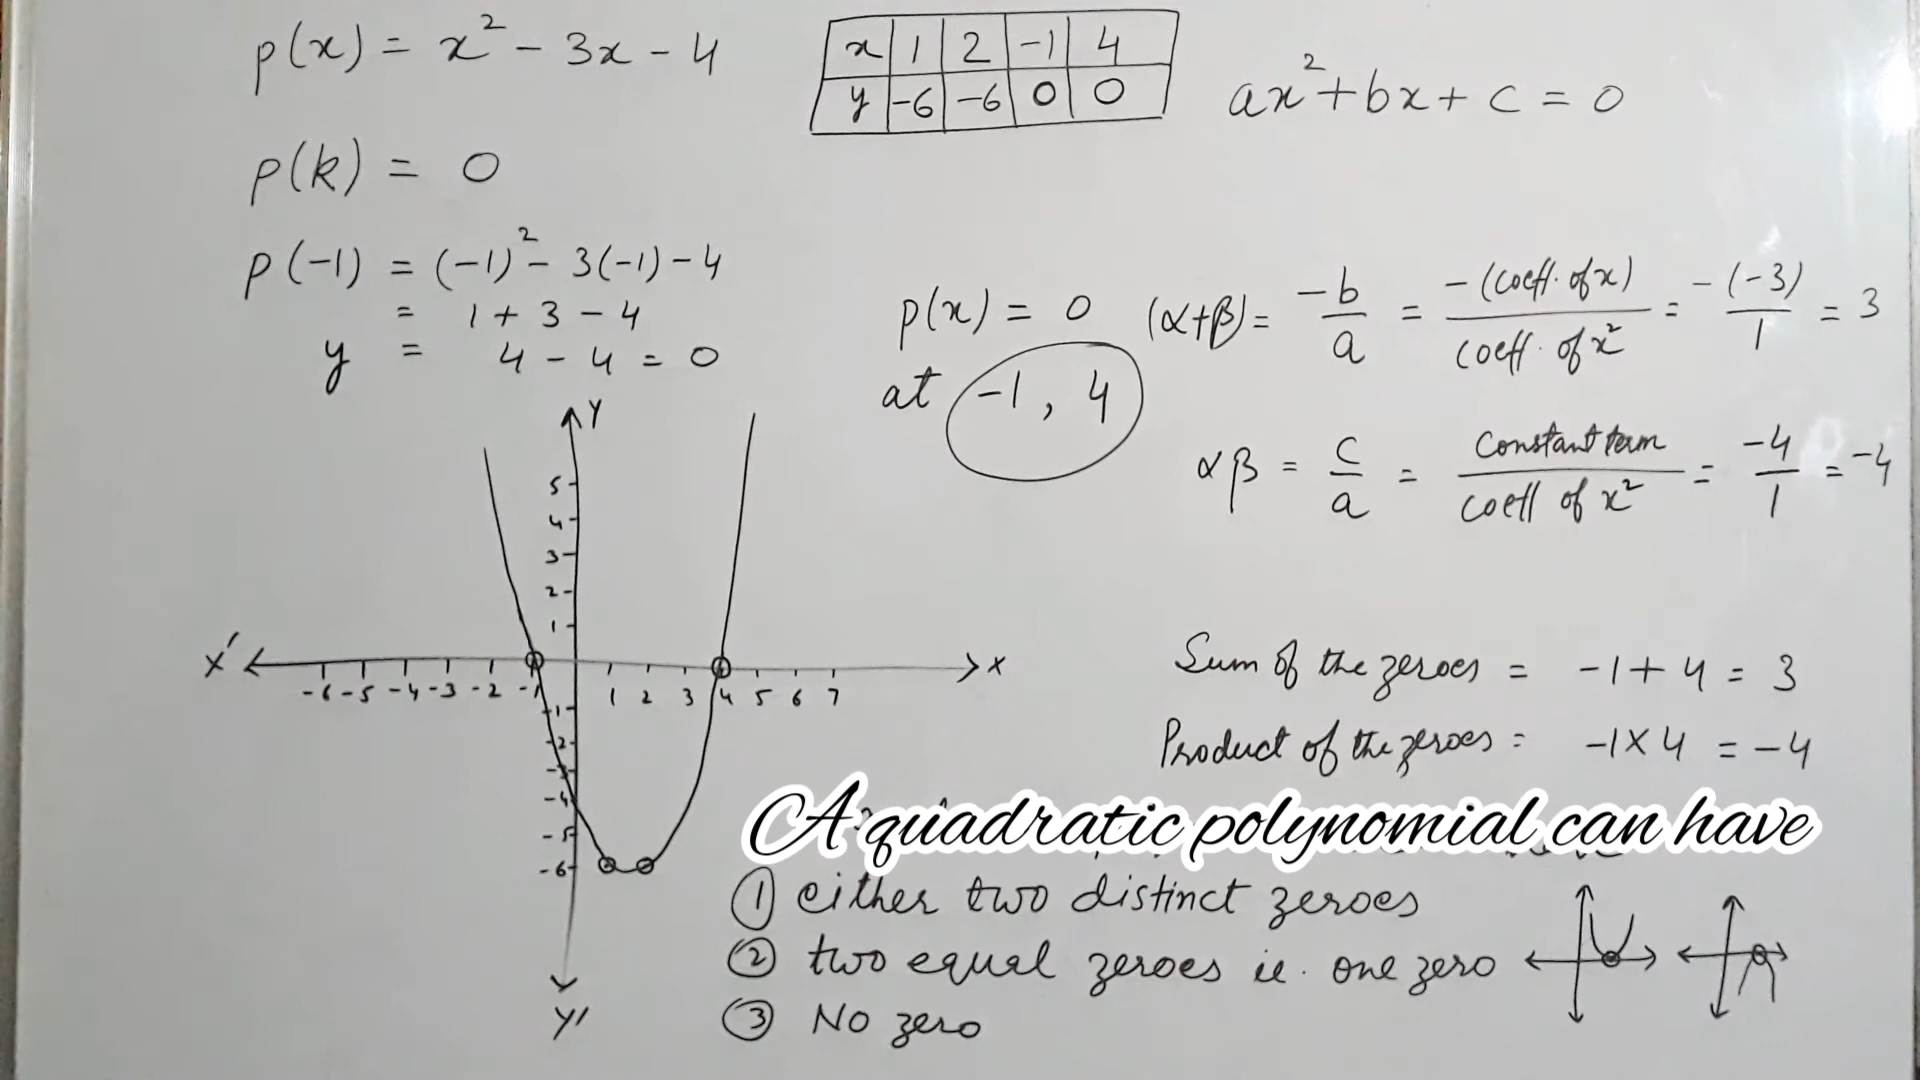 p(x) = x² - 3x - 4
x 1 2 -1 4
y -6 -6 0 0
ax² + bx + c = 0
p(k) = 0
p(-1) = (-1)² - 3(-1) - 4
= 1 + 3 - 4
y = 4 - 4 = 0
p(x) = 0
at -1, 4
(α+β) = -b/a = -(coeff. of x)/coeff. of x² = -(-3)/1 = 3
αβ = c/a = Constant term/coeff of x² = -4/1 = -4
Y
5
4
3
2
1
X' -6 -5 -4 -3 -2 -1 1 2 3 4 5 6 7 X
-1
-2
-3
-4
-5
-6
Y'
Sum of the zeroes = -1 + 4 = 3
Product of the zeroes = -1 × 4 = -4
A quadratic polynomial can have
① either two distinct zeroes
② two equal zeroes ie. one zero
③ No zero